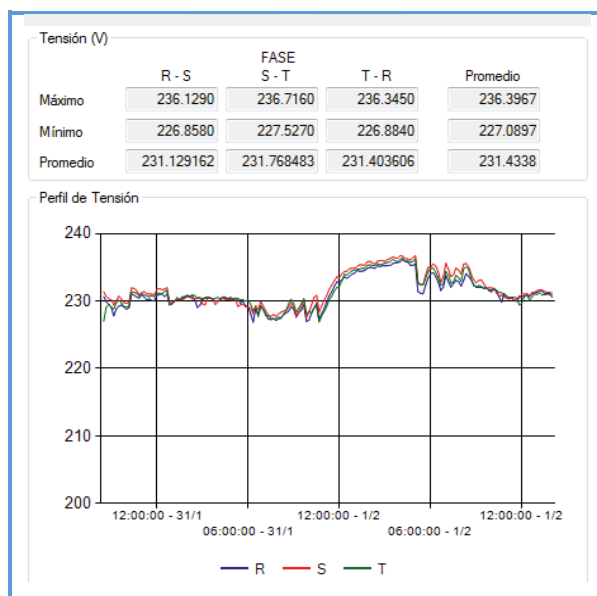 Tensión (V)
FASE
R - S S - T T - R Promedio
Máximo 236.1290 236.7160 236.3450 236.3967
Mínimo 226.8580 227.5270 226.8840 227.0897
Promedio 231.129162 231.768483 231.403606 231.4338
Perfil de Tensión
240
230
220
210
200
12:00:00 - 31/1 12:00:00 - 1/2 12:00:00 - 1/2
06:00:00 - 31/1 06:00:00 - 1/2
R S T